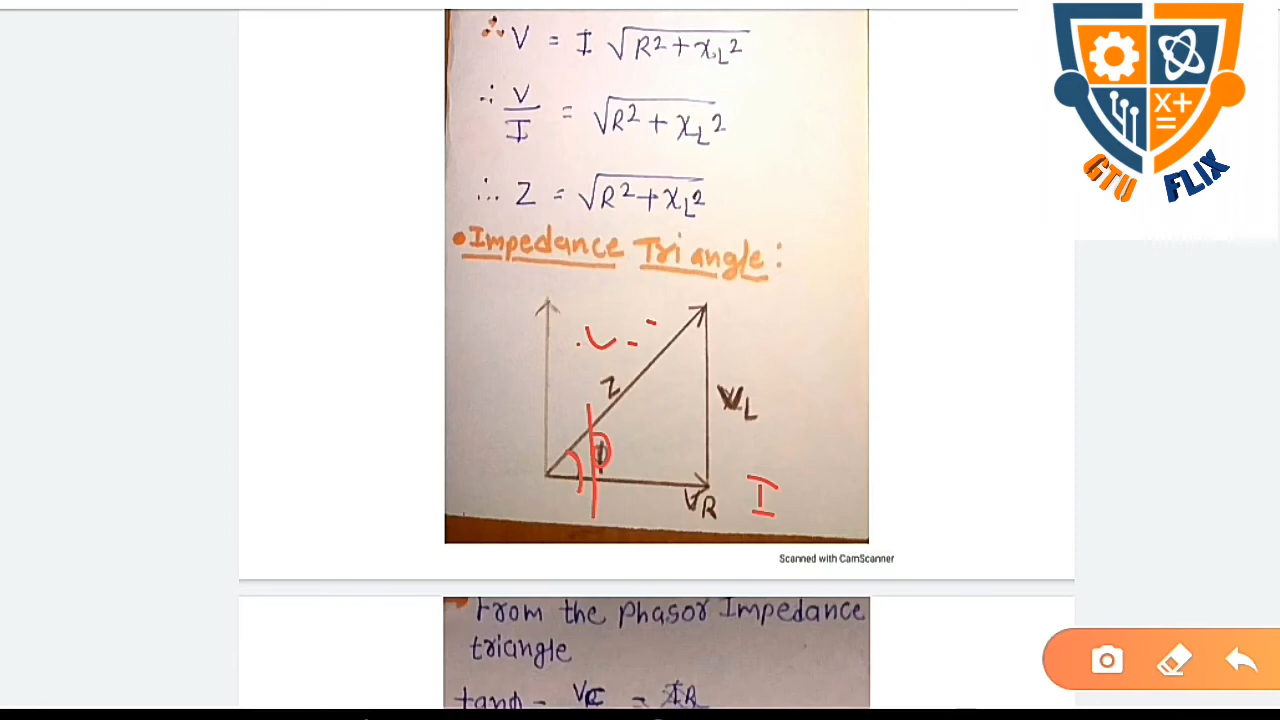 ∴ V = I √R²+XL²
∴ V/I = √R²+XL²
∴ Z = √R²+XL²
•Impedance Triangle:
V
Z
VL
Φ
VR
I
Scanned with CamScanner
From the phasor Impedance
triangle
tanΦ =
X+
=
GTU FLIX